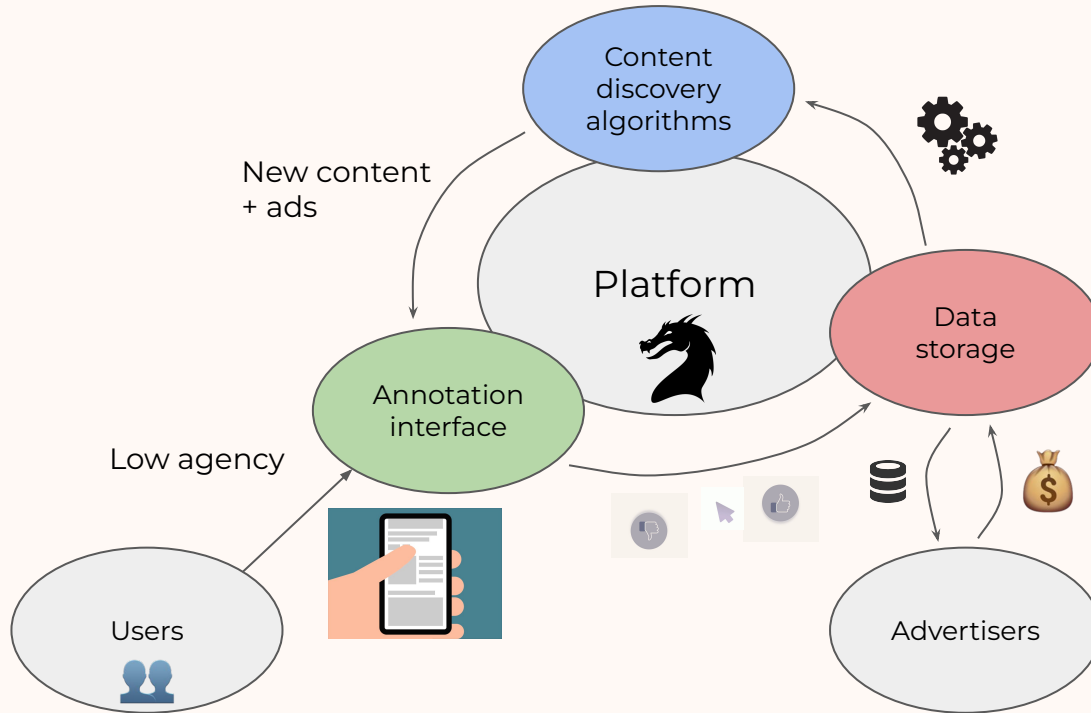 Content
discovery
algorithms
New content
+ ads
Platform
Data
storage
Annotation
interface
Low agency
Users
Advertisers